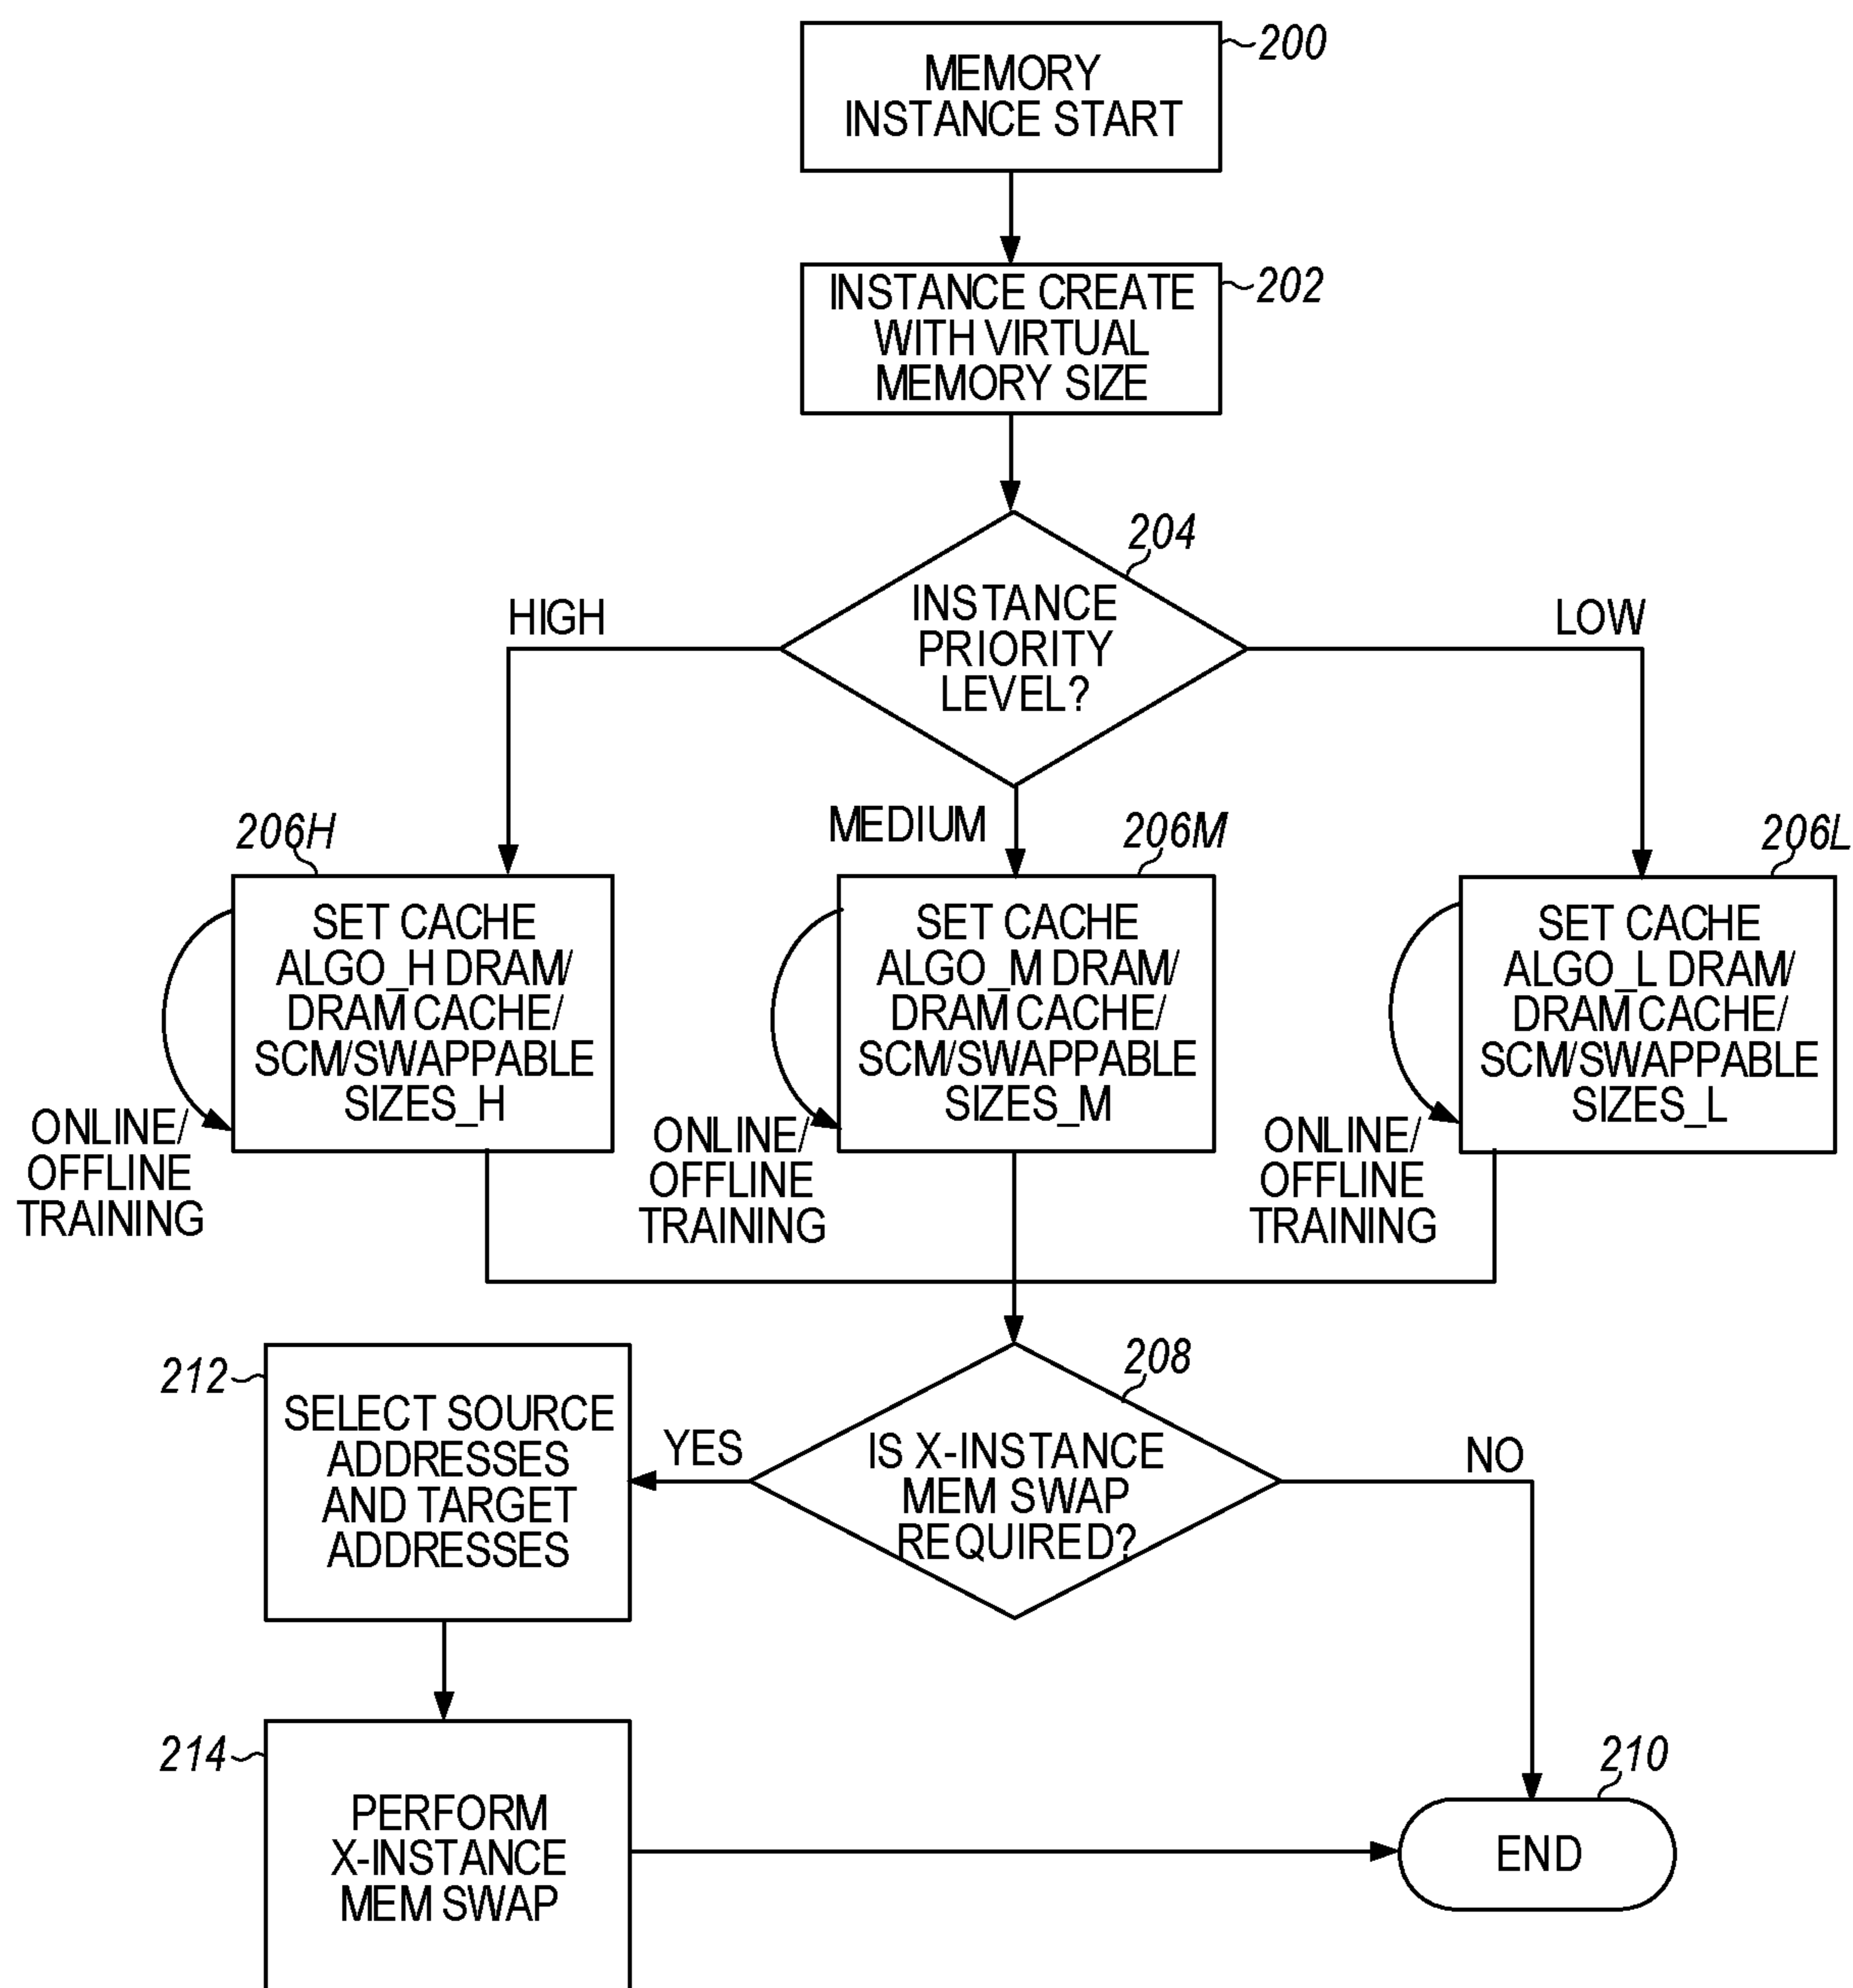 200
MEMORY
INSTANCE START
202
INSTANCE CREATE
WITH VIRTUAL
MEMORY SIZE
204
INSTANCE
PRIORITY
LEVEL?
HIGH
LOW
MEDIUM
206H
SET CACHE
ALGO_H DRAM/
DRAM CACHE/
SCM/SWAPPABLE
SIZES_H
ONLINE/
OFFLINE
TRAINING
206M
SET CACHE
ALGO_M DRAM/
DRAM CACHE/
SCM/SWAPPABLE
SIZES_M
ONLINE/
OFFLINE
TRAINING
206L
SET CACHE
ALGO_L DRAM/
DRAM CACHE/
SCM/SWAPPABLE
SIZES_L
ONLINE/
OFFLINE
TRAINING
208
IS X-INSTANCE
MEM SWAP
REQUIRED?
YES
NO
212
SELECT SOURCE
ADDRESSES
AND TARGET
ADDRESSES
214
PERFORM
X-INSTANCE
MEM SWAP
210
END